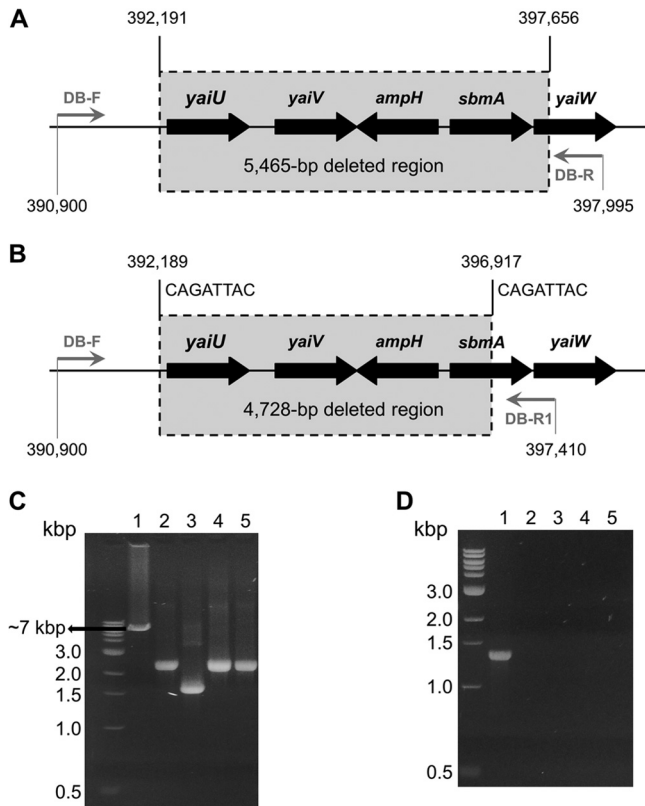 A
392,191 397,656
DB-F yaiU yaiV ampH sbmA yaiW
5,465-bp deleted region DB-R
390,900 397,995
B
392,189 396,917
CAGATTAC CAGATTAC
DB-F yaiU yaiV ampH sbmA yaiW
4,728-bp deleted region DB-R1
390,900 397,410
C
kbp 1 2 3 4 5
~7 kbp
3.0
2.0
1.5
1.0
0.5
D
kbp 1 2 3 4 5
3.0
2.0
1.5
1.0
0.5